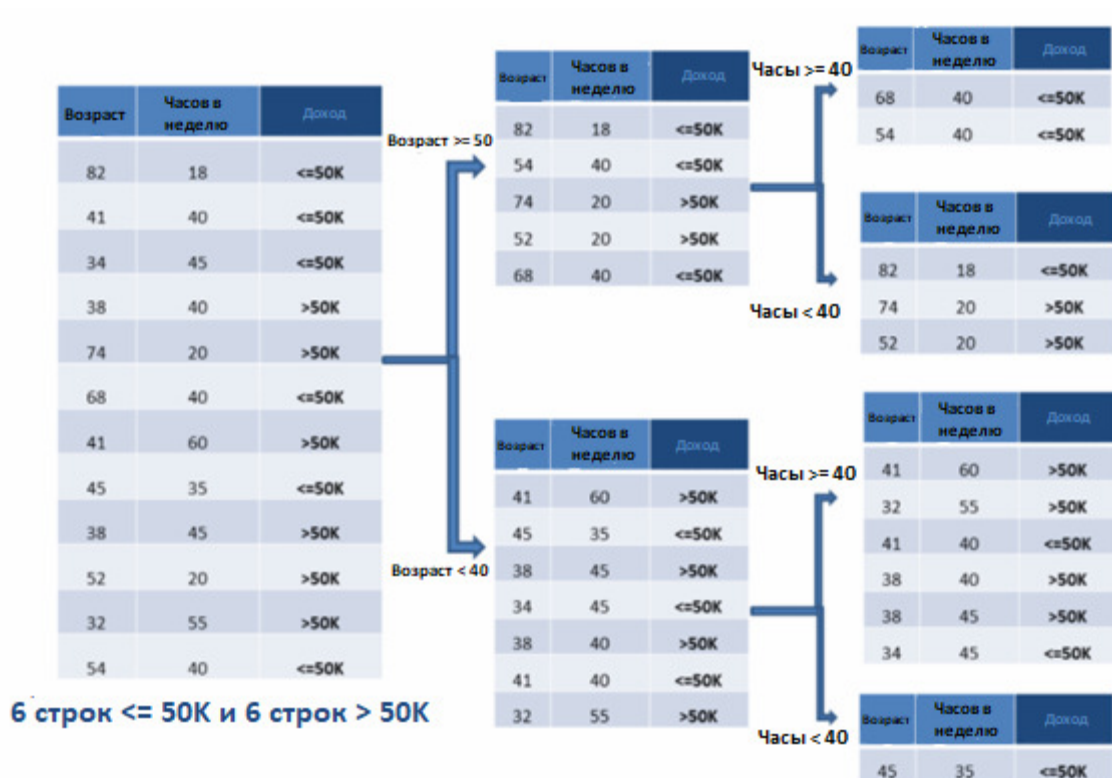 Возраст Часов в неделю Доход
82 18 <=50K
41 40 <=50K
34 45 <=50K
38 40 >50K
74 20 >50K
68 40 <=50K
41 60 >50K
45 35 <=50K
38 45 >50K
52 20 >50K
32 55 >50K
54 40 <=50K
6 строк <= 50K и 6 строк > 50K
Возраст >= 50
Возраст Часов в неделю Доход
82 18 <=50K
54 40 <=50K
74 20 >50K
52 20 >50K
68 40 <=50K
Возраст < 40
Возраст Часов в неделю Доход
41 60 >50K
45 35 <=50K
38 45 >50K
34 45 <=50K
38 40 >50K
41 40 <=50K
32 55 >50K
Часы >= 40
Возраст Часов в неделю Доход
68 40 <=50K
54 40 <=50K
Часы < 40
Возраст Часов в неделю Доход
82 18 <=50K
74 20 >50K
52 20 >50K
Часы >= 40
Возраст Часов в неделю Доход
41 60 >50K
32 55 >50K
41 40 <=50K
38 40 >50K
38 45 >50K
34 45 <=50K
Часы < 40
Возраст Часов в неделю Доход
45 35 <=50K